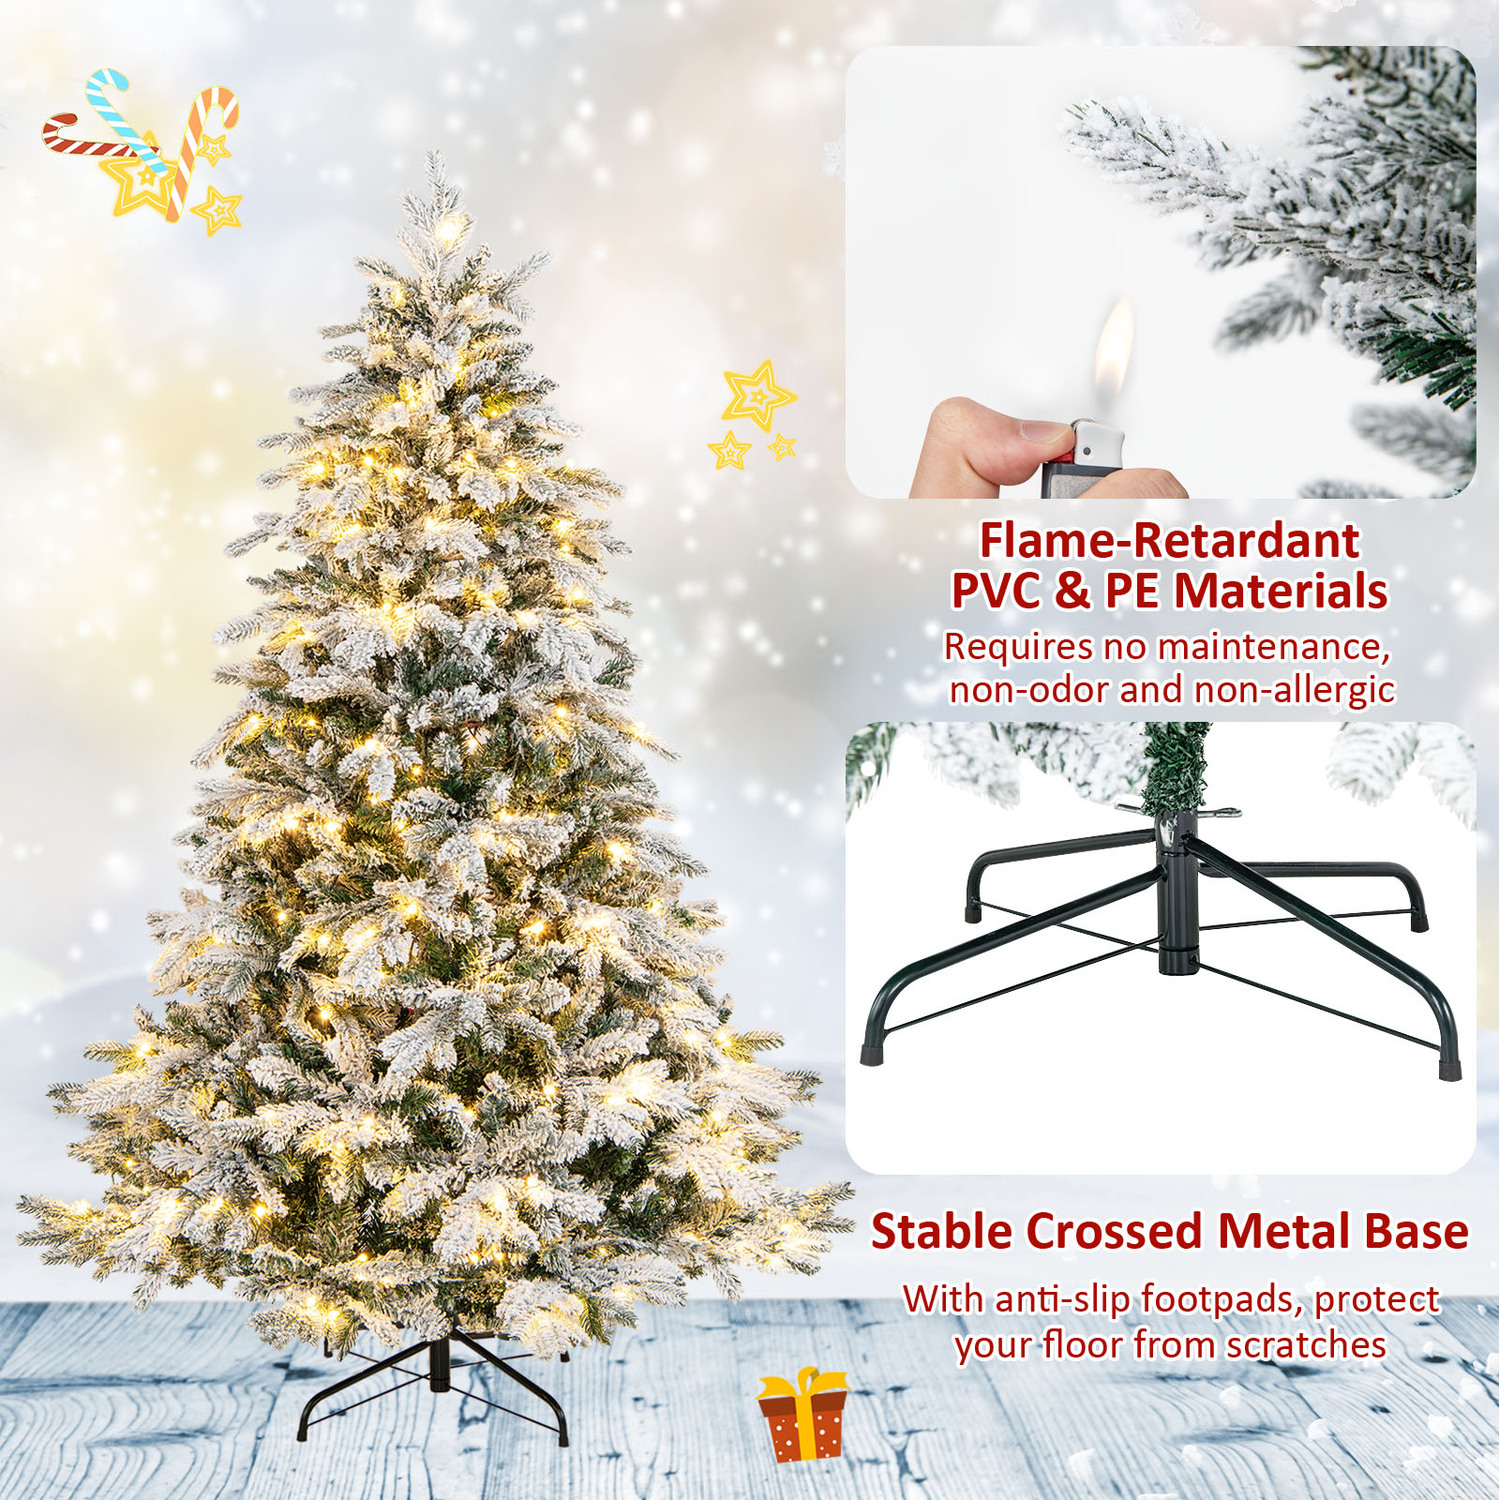 Flame-Retardant
PVC & PE Materials
Requires no maintenance,
non-odor and non-allergic
Stable Crossed Metal Base
With anti-slip footpads, protect
your floor from scratches